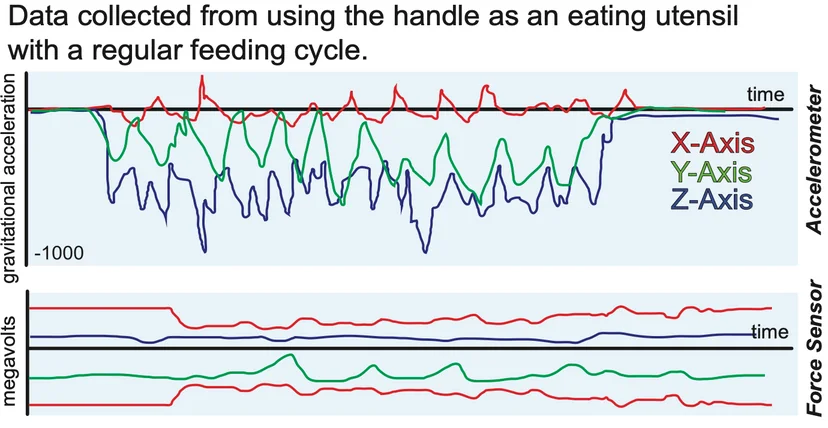 Data collected from using the handle as an eating utensil
with a regular feeding cycle.
gravitational acceleration
time
X-Axis
Y-Axis
Z-Axis
-1000
Accelerometer
megavolts
time
Force Sensor